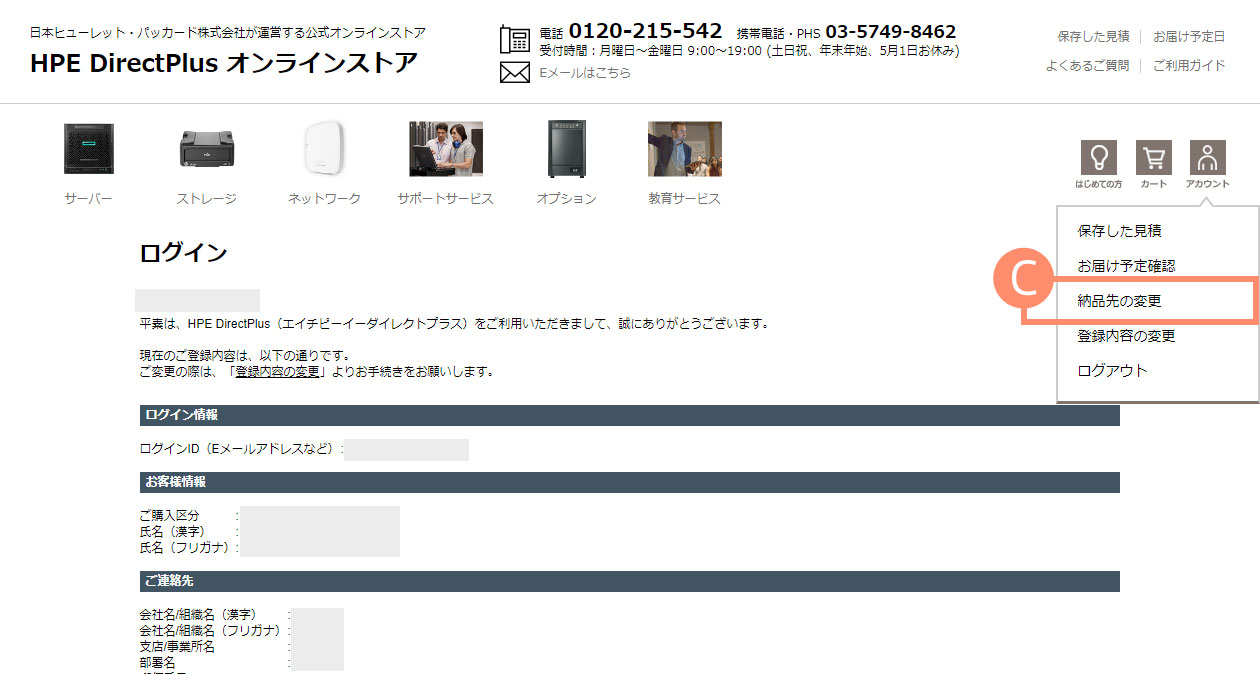 日本ヒューレット・パッカード株式会社が運営する公式オンラインストア
HPE DirectPlus オンラインストア
電話 0120-215-542 携帯電話・PHS 03-5749-8462
受付時間：月曜日～金曜日 9:00～19:00 (土日祝、年末年始、5月1日お休み)
Eメールはこちら
保存した見積 | お届け予定日
よくあるご質問 | ご利用ガイド
サーバー
ストレージ
ネットワーク
サポートサービス
オプション
教育サービス
はじめての方
カート
アカウント
保存した見積
お届け予定確認
C
納品先の変更
登録内容の変更
ログアウト
ログイン
平素は、HPE DirectPlus（エイチピーイーダイレクトプラス）をご利用いただきまして、誠にありがとうございます。
現在のご登録内容は、以下の通りです。
ご変更の際は、「登録内容の変更」よりお手続きをお願いします。
ログイン情報
ログインID（Eメールアドレスなど）:
お客様情報
ご購入区分 :
氏名（漢字） :
氏名（フリガナ）:
ご連絡先
会社名/組織名（漢字） :
会社名/組織名（フリガナ）:
支店/事業所名 :
部署名 :